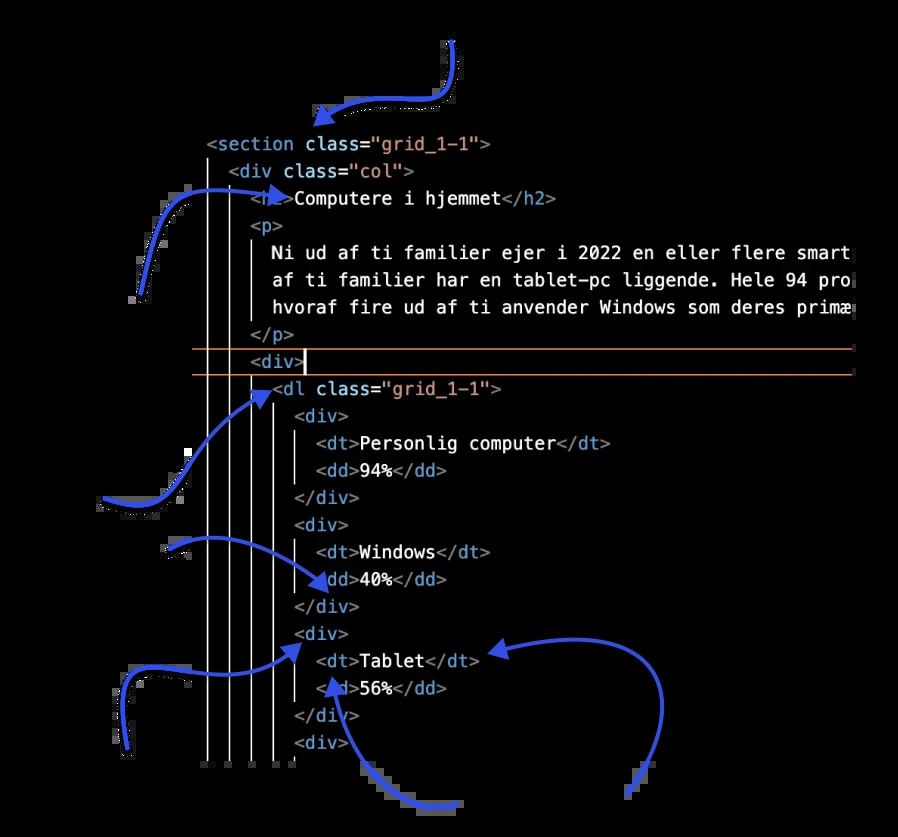 <section class="grid_1-1">
<div class="col">
<h2>Computere i hjemmet</h2>
<p>
Ni ud af ti familier ejer i 2022 en eller flere smart
af ti familier har en tablet-pc liggende. Hele 94 pro
hvoraf fire ud af ti anvender Windows som deres primæ
</p>
<div>
<dl class="grid_1-1">
<div>
<dt>Personlig computer</dt>
<dd>94%</dd>
</div>
<div>
<dt>Windows</dt>
<dd>40%</dd>
</div>
<div>
<dt>Tablet</dt>
<dd>56%</dd>
</div>
<div>